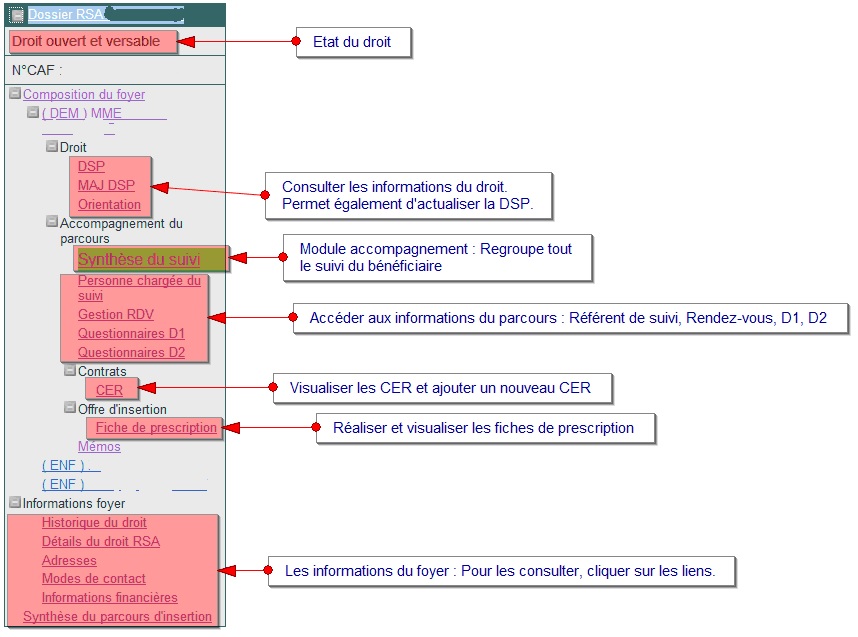 Dossier RSA
Droit ouvert et versable
Etat du droit
N°CAF :
Composition du foyer
( DEM ) MME
Droit
DSP
MAJ DSP
Orientation
Consulter les informations du droit.
Permet également d'actualiser la DSP.
Accompagnement du
parcours
Synthèse du suivi
Module accompagnement : Regroupe tout
le suivi du bénéficiaire
Personne chargée du
suivi
Gestion RDV
Questionnaires D1
Questionnaires D2
Accéder aux informations du parcours : Référent de suivi, Rendez-vous, D1, D2
Contrats
CER
Visualiser les CER et ajouter un nouveau CER
Offre d'insertion
Fiche de prescription
Réaliser et visualiser les fiches de prescription
Mémos
( ENF ) .
( ENF )
Informations foyer
Historique du droit
Détails du droit RSA
Adresses
Modes de contact
Informations financières
Synthèse du parcours d'insertion
Les informations du foyer : Pour les consulter, cliquer sur les liens.